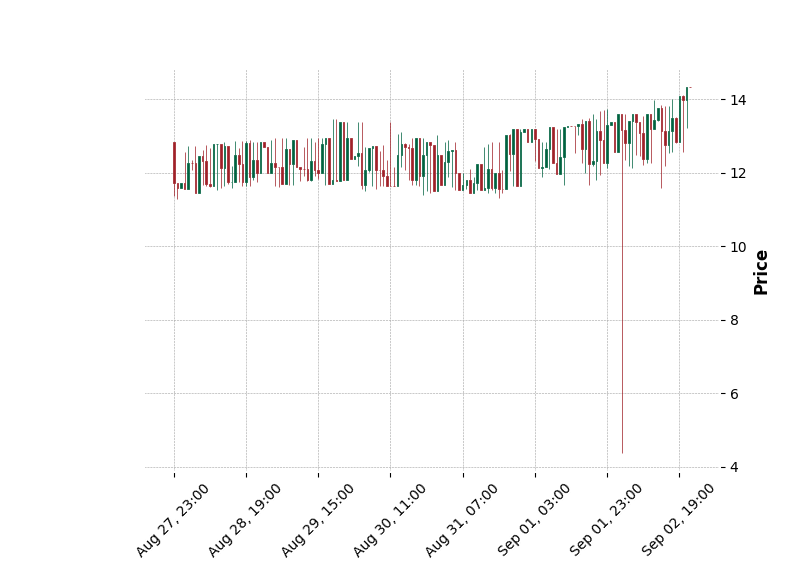 14
12
10
8
6
4
Price
Aug 27, 23:00
Aug 28, 19:00
Aug 29, 15:00
Aug 30, 11:00
Aug 31, 07:00
Sep 01, 03:00
Sep 01, 23:00
Sep 02, 19:00